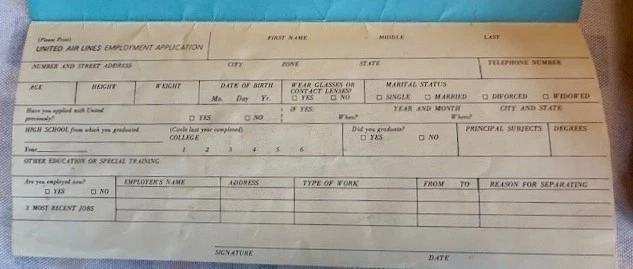 (Please Print) FIRST NAME MIDDLE LAST
UNITED AIR LINES EMPLOYMENT APPLICATION
NUMBER AND STREET ADDRESS CITY ZONE STATE TELEPHONE NUMBER
AGE HEIGHT WEIGHT DATE OF BIRTH WEAR GLASSES OR MARITAL STATUS
CONTACT LENSES?
Mo. Day Yr. □ YES □ NO □ SINGLE □ MARRIED □ DIVORCED □ WIDOWED
Have you applied with United IF YES: YEAR AND MONTH CITY AND STATE
previously? □ YES □ NO When? Where?
HIGH SCHOOL from which you graduated (Circle last year completed) Did you graduate? PRINCIPAL SUBJECTS DEGREES
COLLEGE □ YES □ NO
Year 1 2 3 4 5 6
OTHER EDUCATION OR SPECIAL TRAINING
Are you employed now? EMPLOYER'S NAME ADDRESS TYPE OF WORK FROM TO REASON FOR SEPARATING
□ YES □ NO
3 MOST RECENT JOBS
SIGNATURE DATE